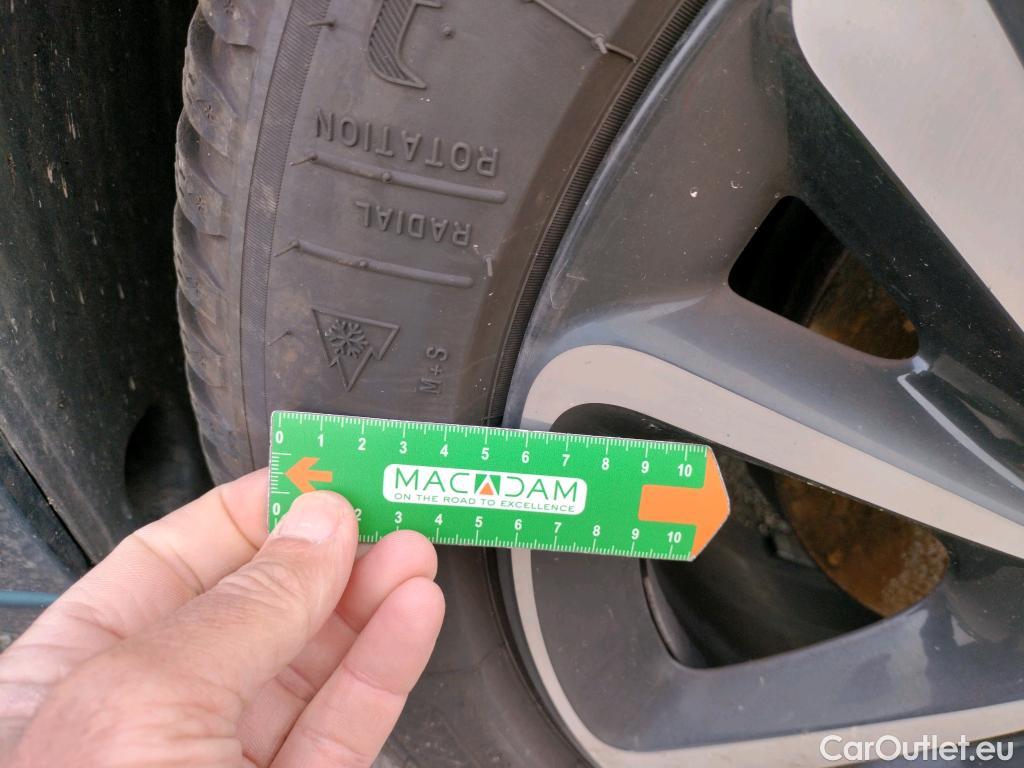 ROTATION
RADIAL
M+S
0 1 2 3 4 5 6 7 8 9 10
MACADAM
ON THE ROAD TO EXCELLENCE
0 2 3 4 5 6 7 8 9 10
CarOutlet.eu